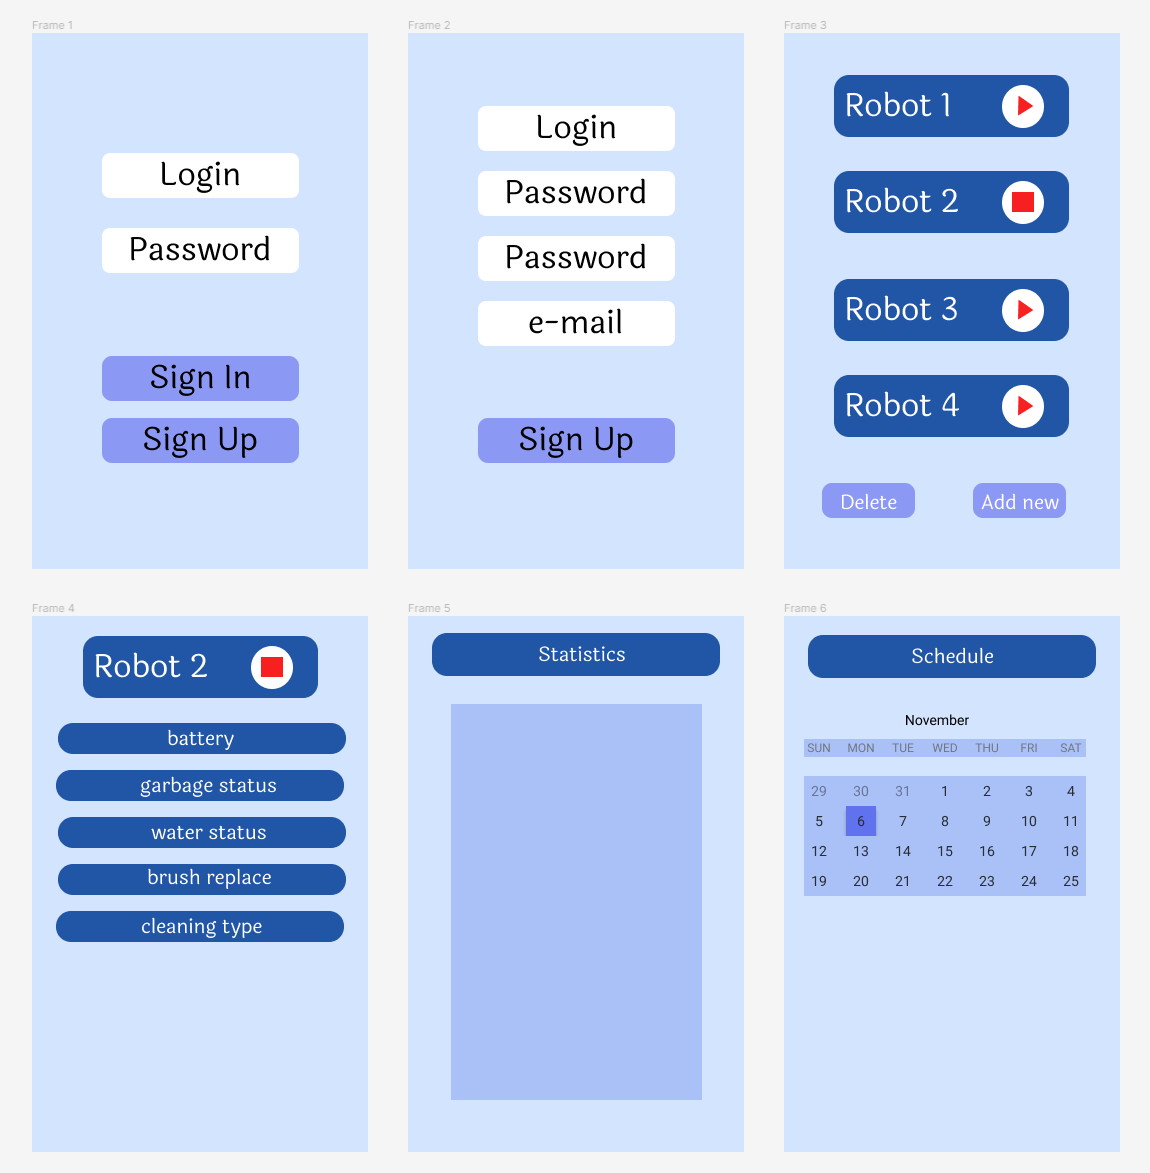 Frame 1
Login
Password
Sign In
Sign Up
Frame 2
Login
Password
Password
e-mail
Sign Up
Frame 3
Robot 1
Robot 2
Robot 3
Robot 4
Delete Add new
Frame 4
Robot 2
battery
garbage status
water status
brush replace
cleaning type
Frame 5
Statistics
Frame 6
Schedule
November
SUN MON TUE WED THU FRI SAT
29 30 31 1 2 3 4
5 6 7 8 9 10 11
12 13 14 15 16 17 18
19 20 21 22 23 24 25